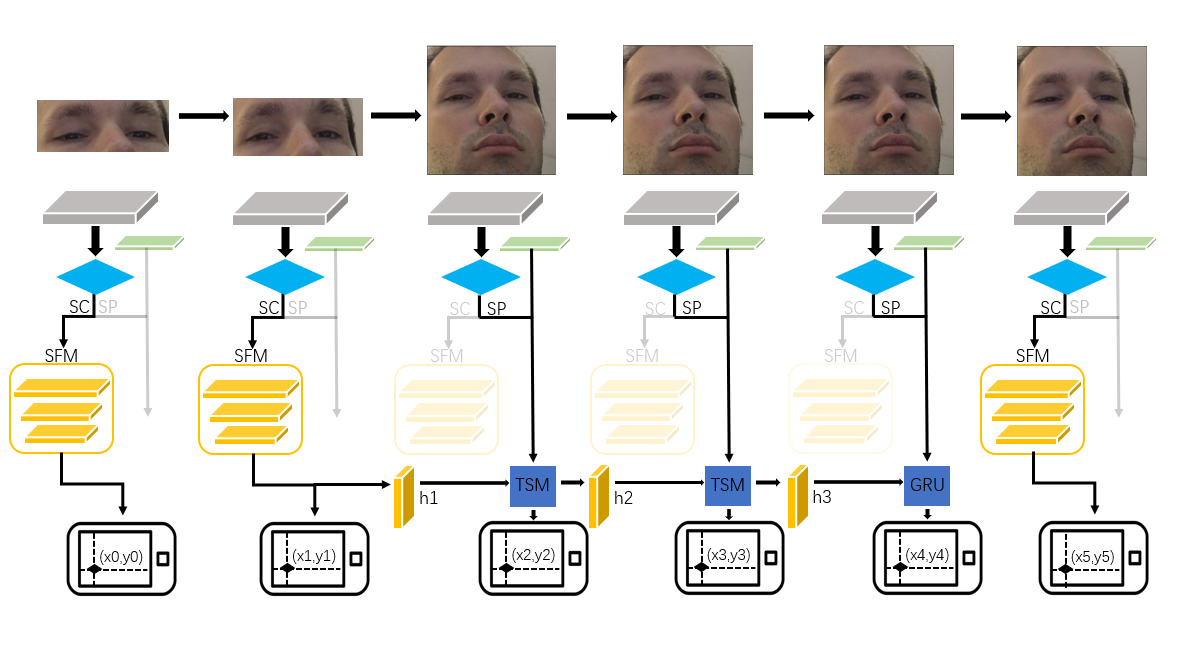 SC SP SC SP SC SP SC SP SC SP SC SP
SFM SFM SFM SFM SFM SFM
h1 TSM h2 TSM h3 GRU
(x0,y0) (x1,y1) (x2,y2) (x3,y3) (x4,y4) (x5,y5)